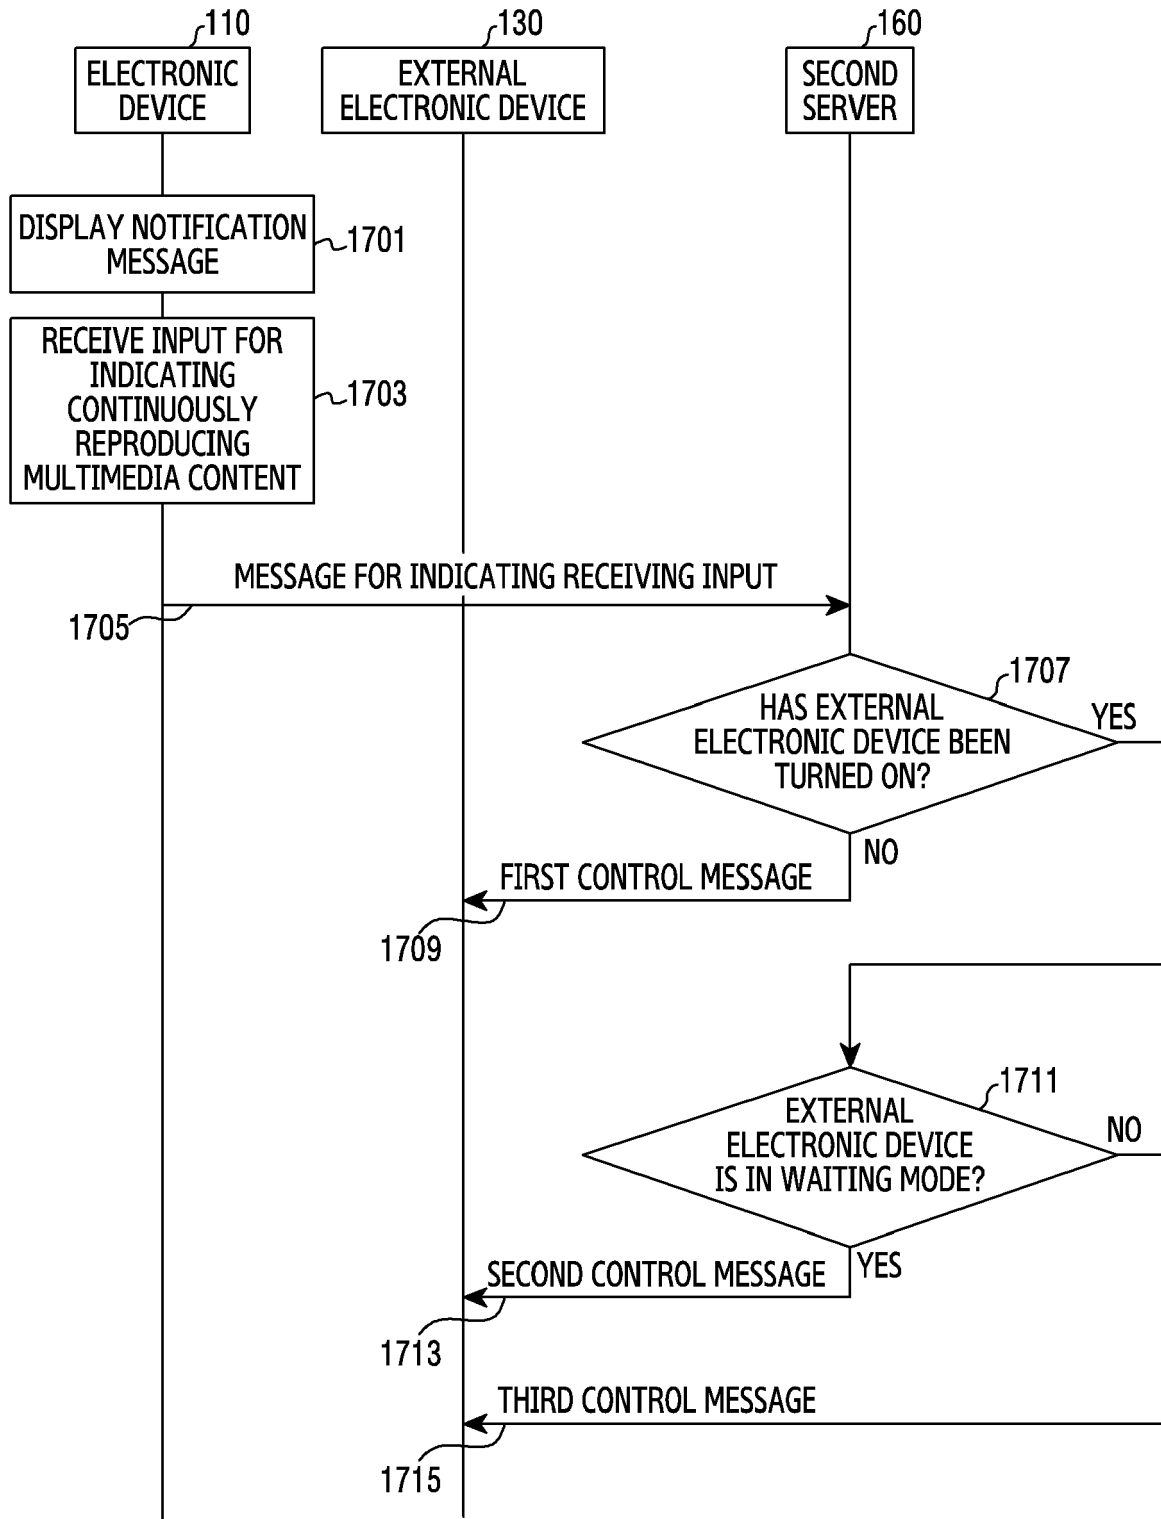 110
130
160
ELECTRONIC
DEVICE
EXTERNAL
ELECTRONIC DEVICE
SECOND
SERVER
DISPLAY NOTIFICATION
MESSAGE
1701
RECEIVE INPUT FOR
INDICATING
CONTINUOUSLY
REPRODUCING
MULTIMEDIA CONTENT
1703
MESSAGE FOR INDICATING RECEIVING INPUT
1705
1707
HAS EXTERNAL
ELECTRONIC DEVICE BEEN
TURNED ON?
YES
NO
FIRST CONTROL MESSAGE
1709
1711
EXTERNAL
ELECTRONIC DEVICE
IS IN WAITING MODE?
NO
YES
SECOND CONTROL MESSAGE
1713
THIRD CONTROL MESSAGE
1715